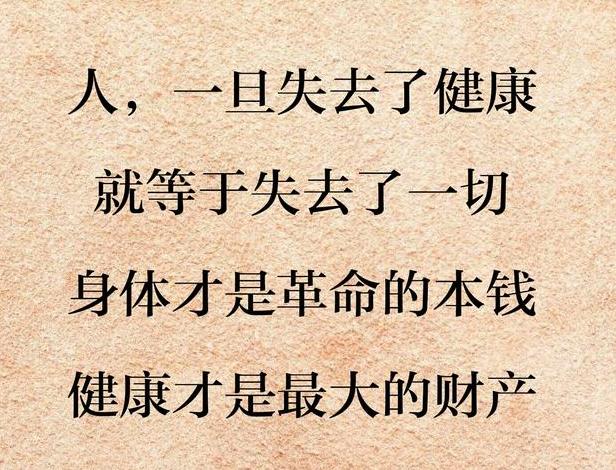 人，一旦失去了健康
就等于失去了一切
身体才是革命的本钱
健康才是最大的财产